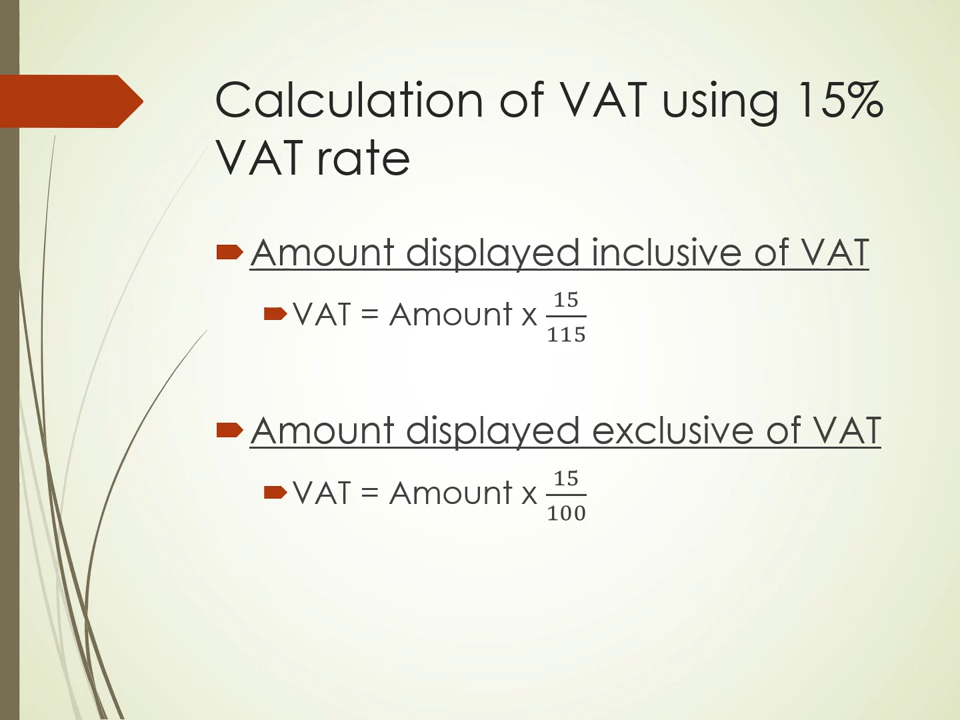 Calculation of VAT using 15%
VAT rate
Amount displayed inclusive of VAT
VAT = Amount x 15/115
Amount displayed exclusive of VAT
VAT = Amount x 15/100